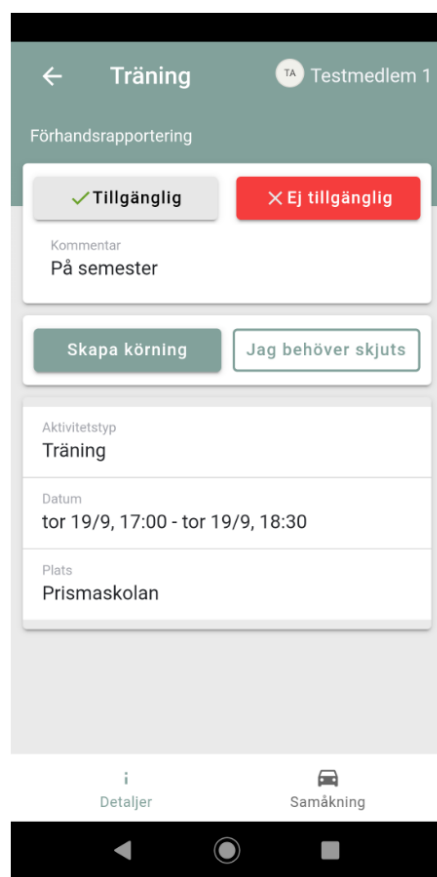 Träning
TA Testmedlem 1
Förhandsrapportering
Tillgänglig
Ej tillgänglig
Kommentar
På semester
Skapa körning
Jag behöver skjuts
Aktivitetstyp
Träning
Datum
tor 19/9, 17:00 - tor 19/9, 18:30
Plats
Prismaskolan
Detaljer
Samåkning